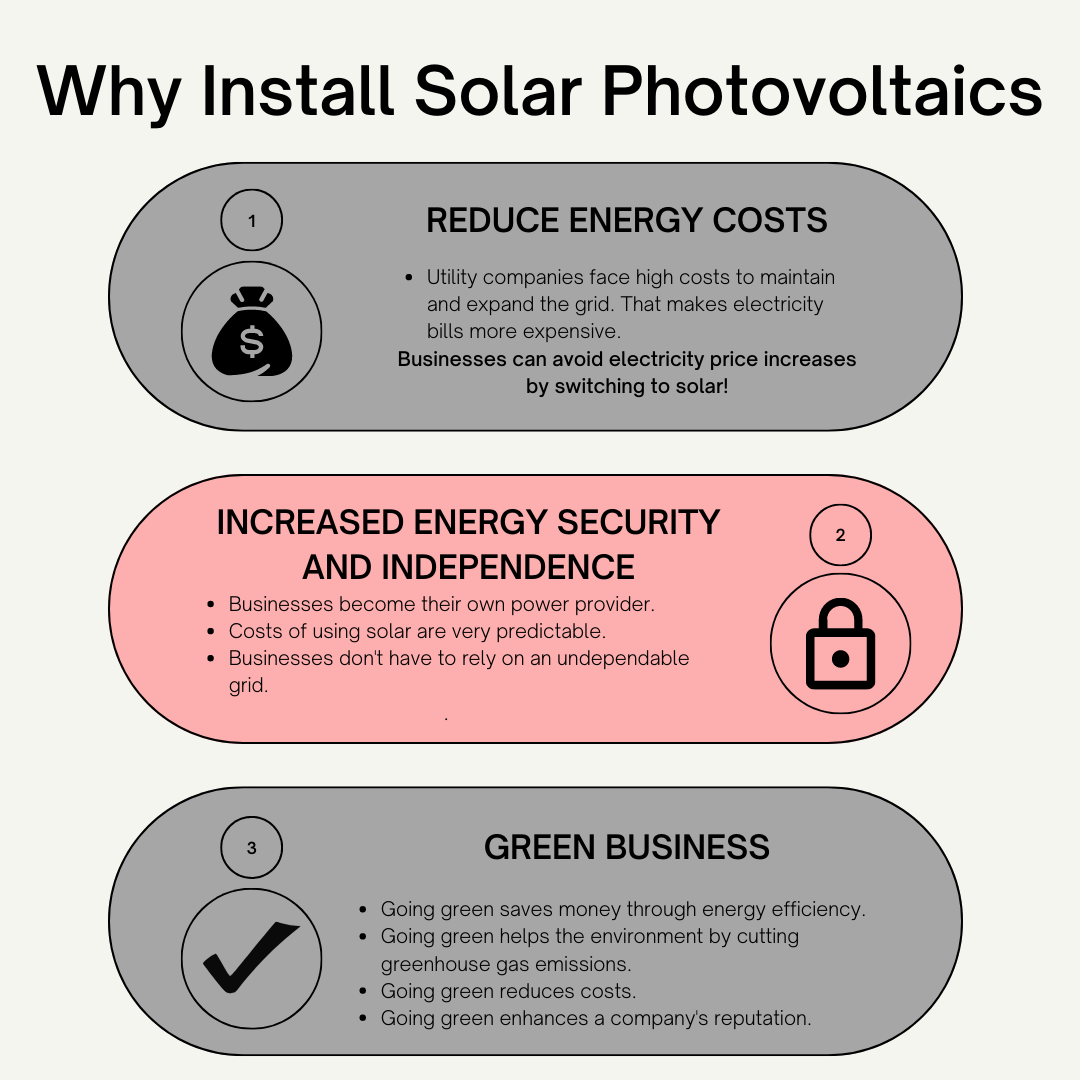 Why Install Solar Photovoltaics
1
REDUCE ENERGY COSTS
$
• Utility companies face high costs to maintain
and expand the grid. That makes electricity
bills more expensive.
Businesses can avoid electricity price increases
by switching to solar!
INCREASED ENERGY SECURITY
AND INDEPENDENCE
2
• Businesses become their own power provider.
• Costs of using solar are very predictable.
• Businesses don't have to rely on an undependable
grid.
.
3
GREEN BUSINESS
• Going green saves money through energy efficiency.
• Going green helps the environment by cutting
greenhouse gas emissions.
• Going green reduces costs.
• Going green enhances a company's reputation.